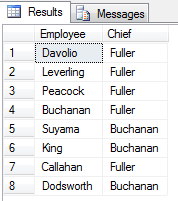 Results Messages
Employee Chief
1 Davolio Fuller
2 Leverling Fuller
3 Peacock Fuller
4 Buchanan Fuller
5 Suyama Buchanan
6 King Buchanan
7 Callahan Fuller
8 Dodsworth Buchanan